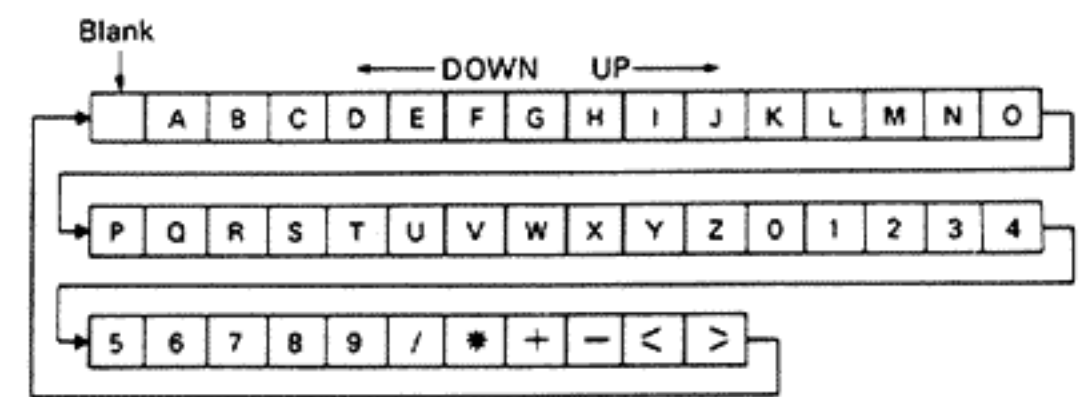 Blank
DOWN UP
A B C D E F G H I J K L M N O
P Q R S T U V W X Y Z 0 1 2 3 4
5 6 7 8 9 / * + - < >